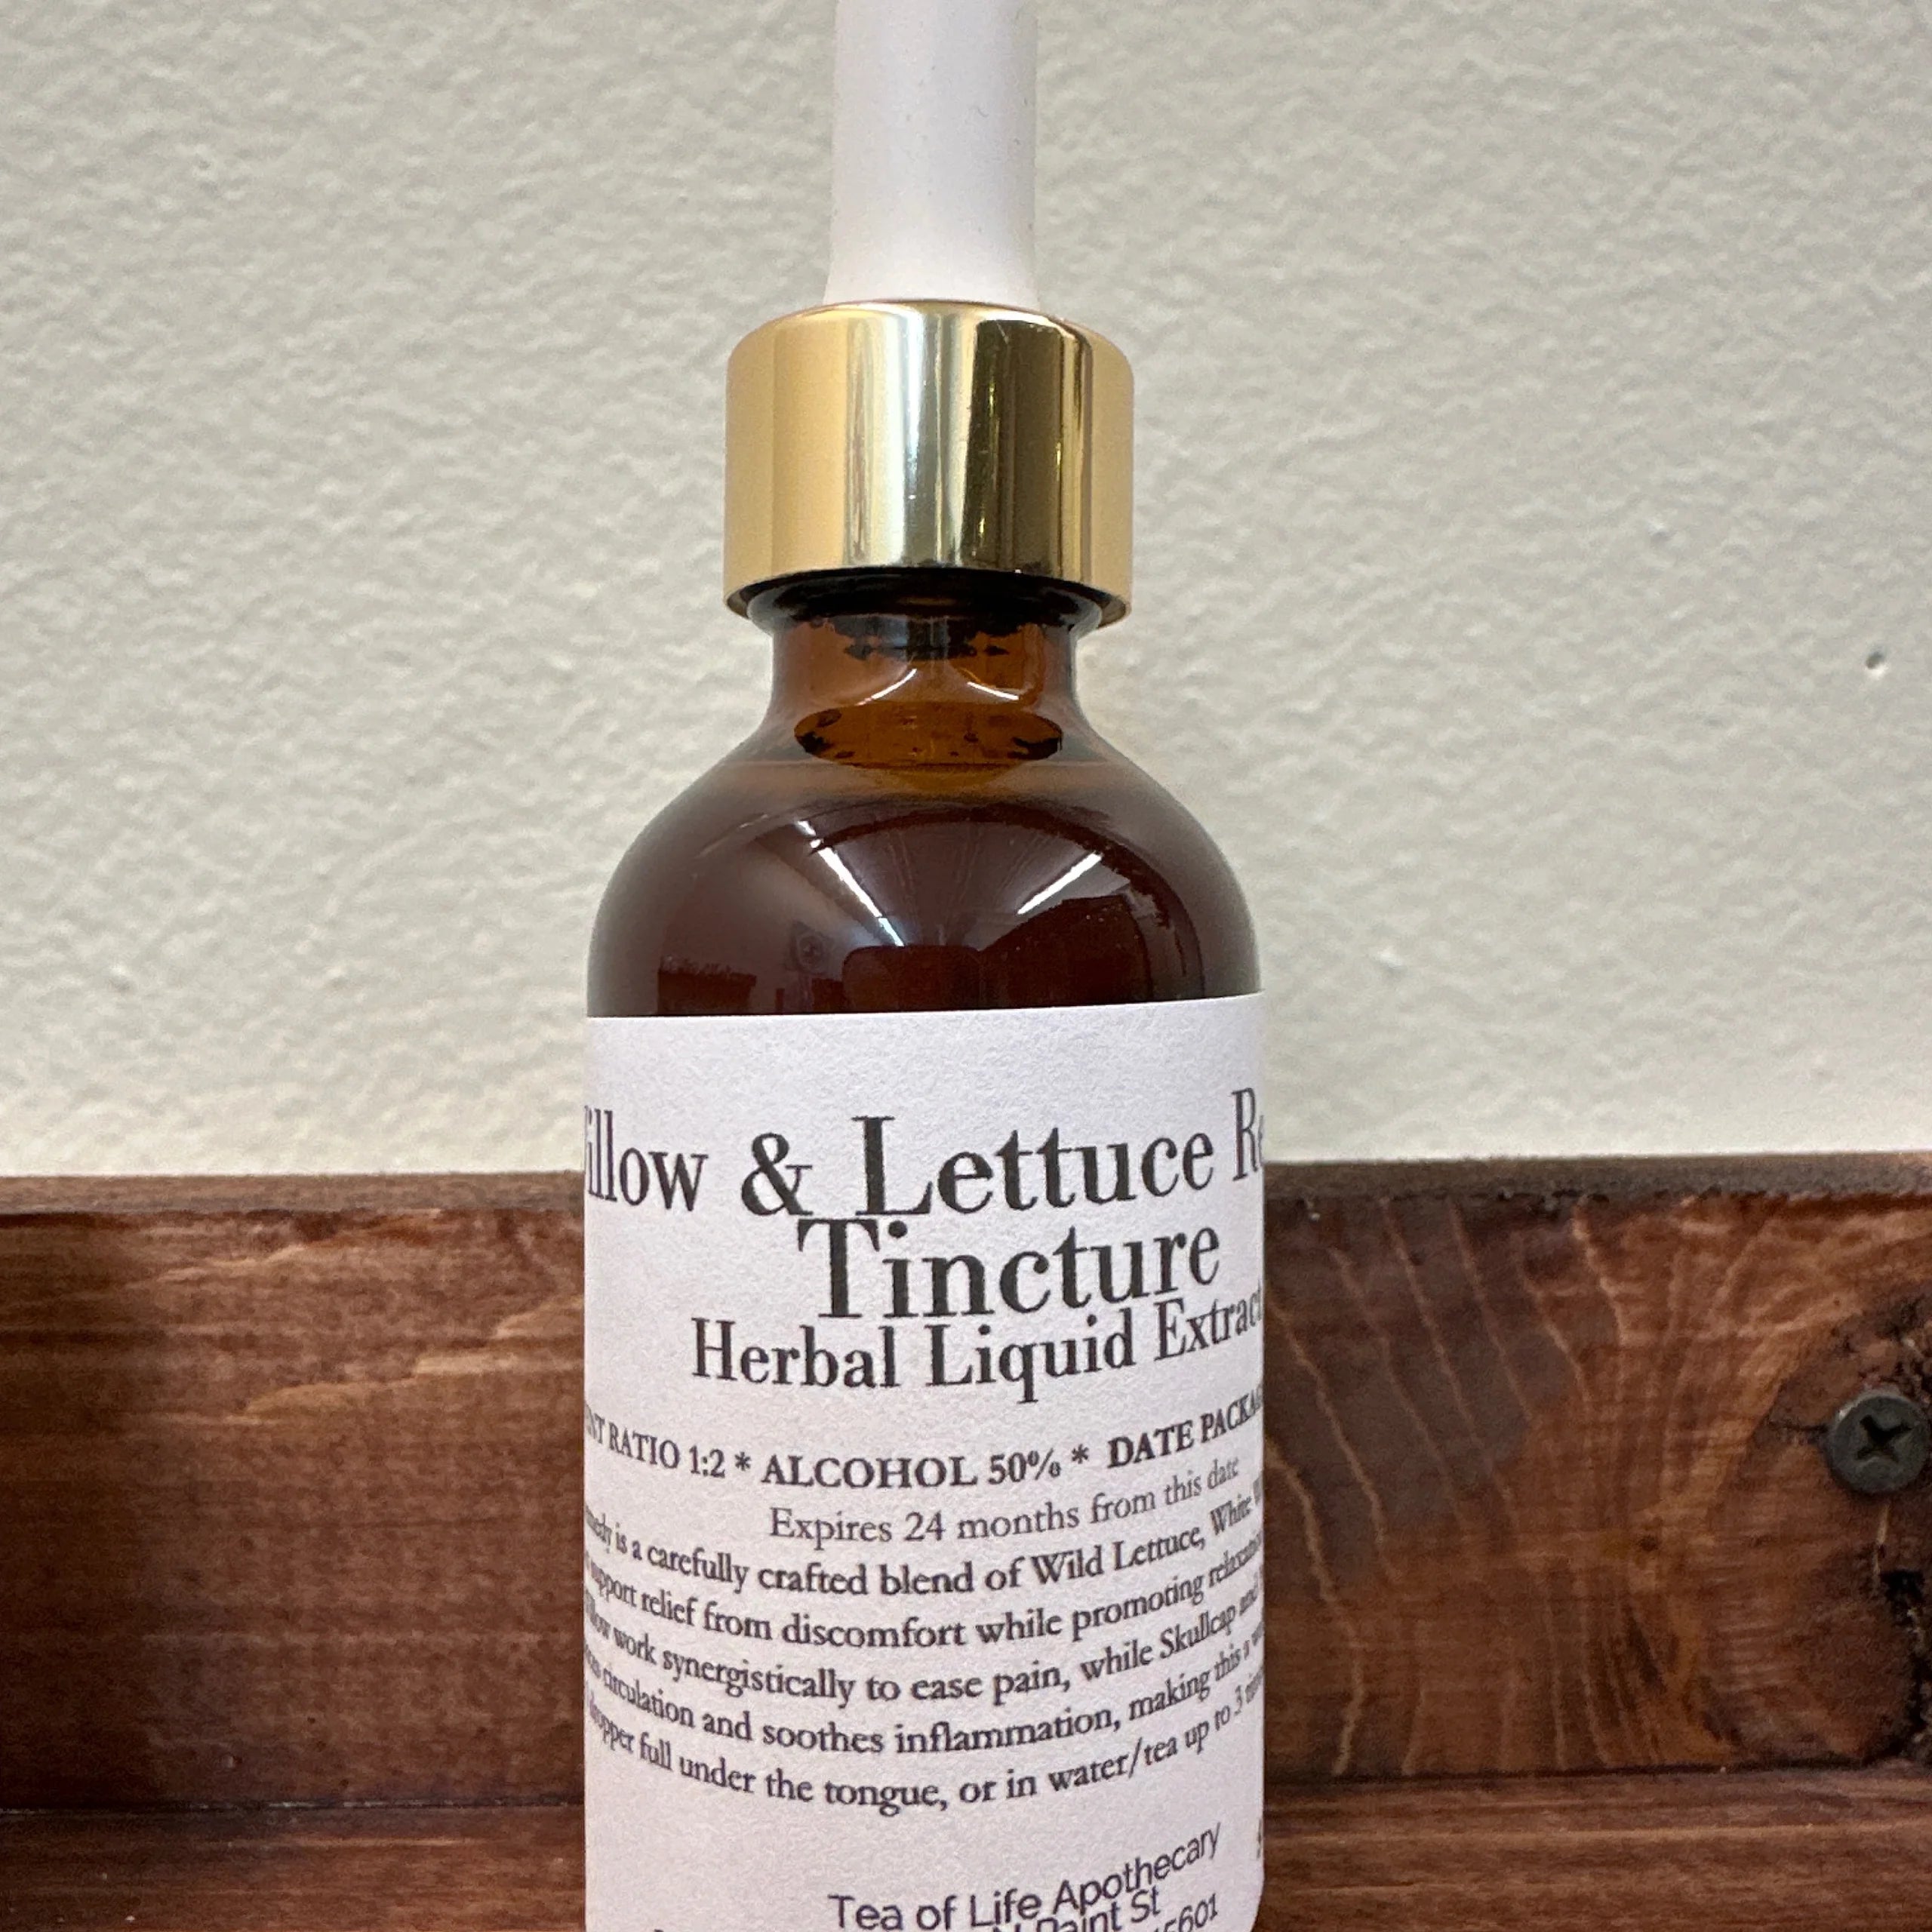 & Lettuce
Tincture
Herbal Liquid Extract
RATIO 1:2 * ALCOHOL 50% * DATE
Expires 24 months from this date
is a carefully crafted blend of Wild Lettuce, White
support relief from discomfort while promoting relaxation
work synergistically to ease pain, while Skullcap and
circulation and soothes inflammation, making this a
dropper full under the tongue, or in water/tea up to 3
Tea of Life Apothecary
Paint St